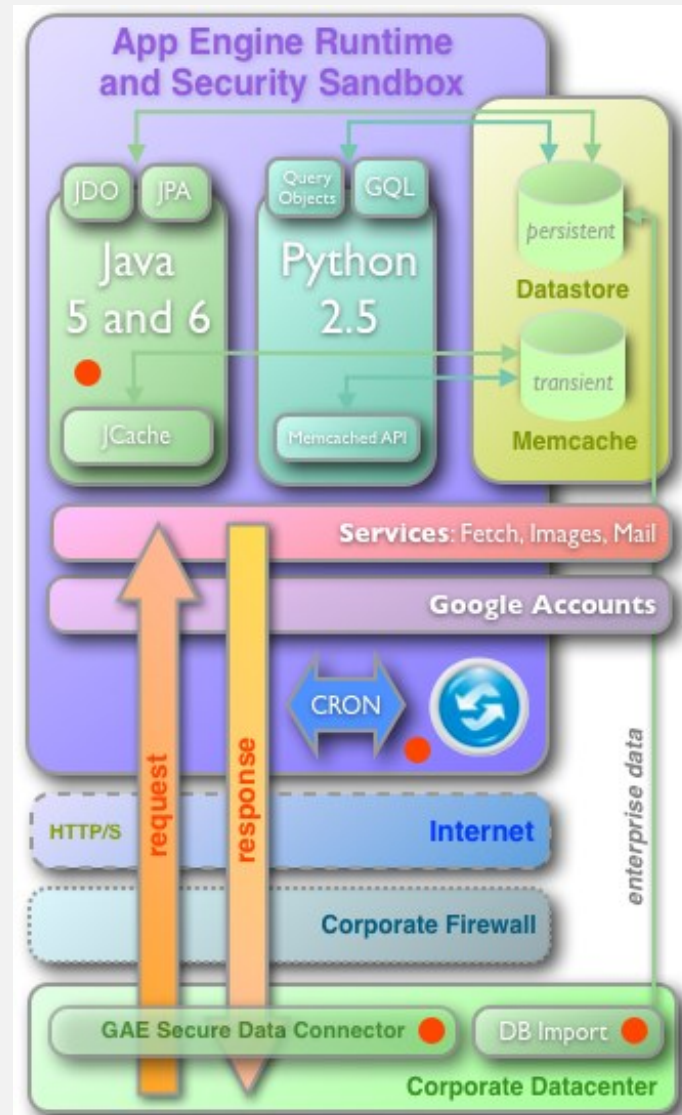 App Engine Runtime
and Security Sandbox
JDO
JPA
Java
5 and 6
JCache
Query
Objects
GQL
Python
2.5
Memcached API
persistent
Datastore
transient
Memcache
Services: Fetch, Images, Mail
Google Accounts
CRON
request
response
enterprise data
HTTP/S
Internet
Corporate Firewall
GAE Secure Data Connector
DB Import
Corporate Datacenter